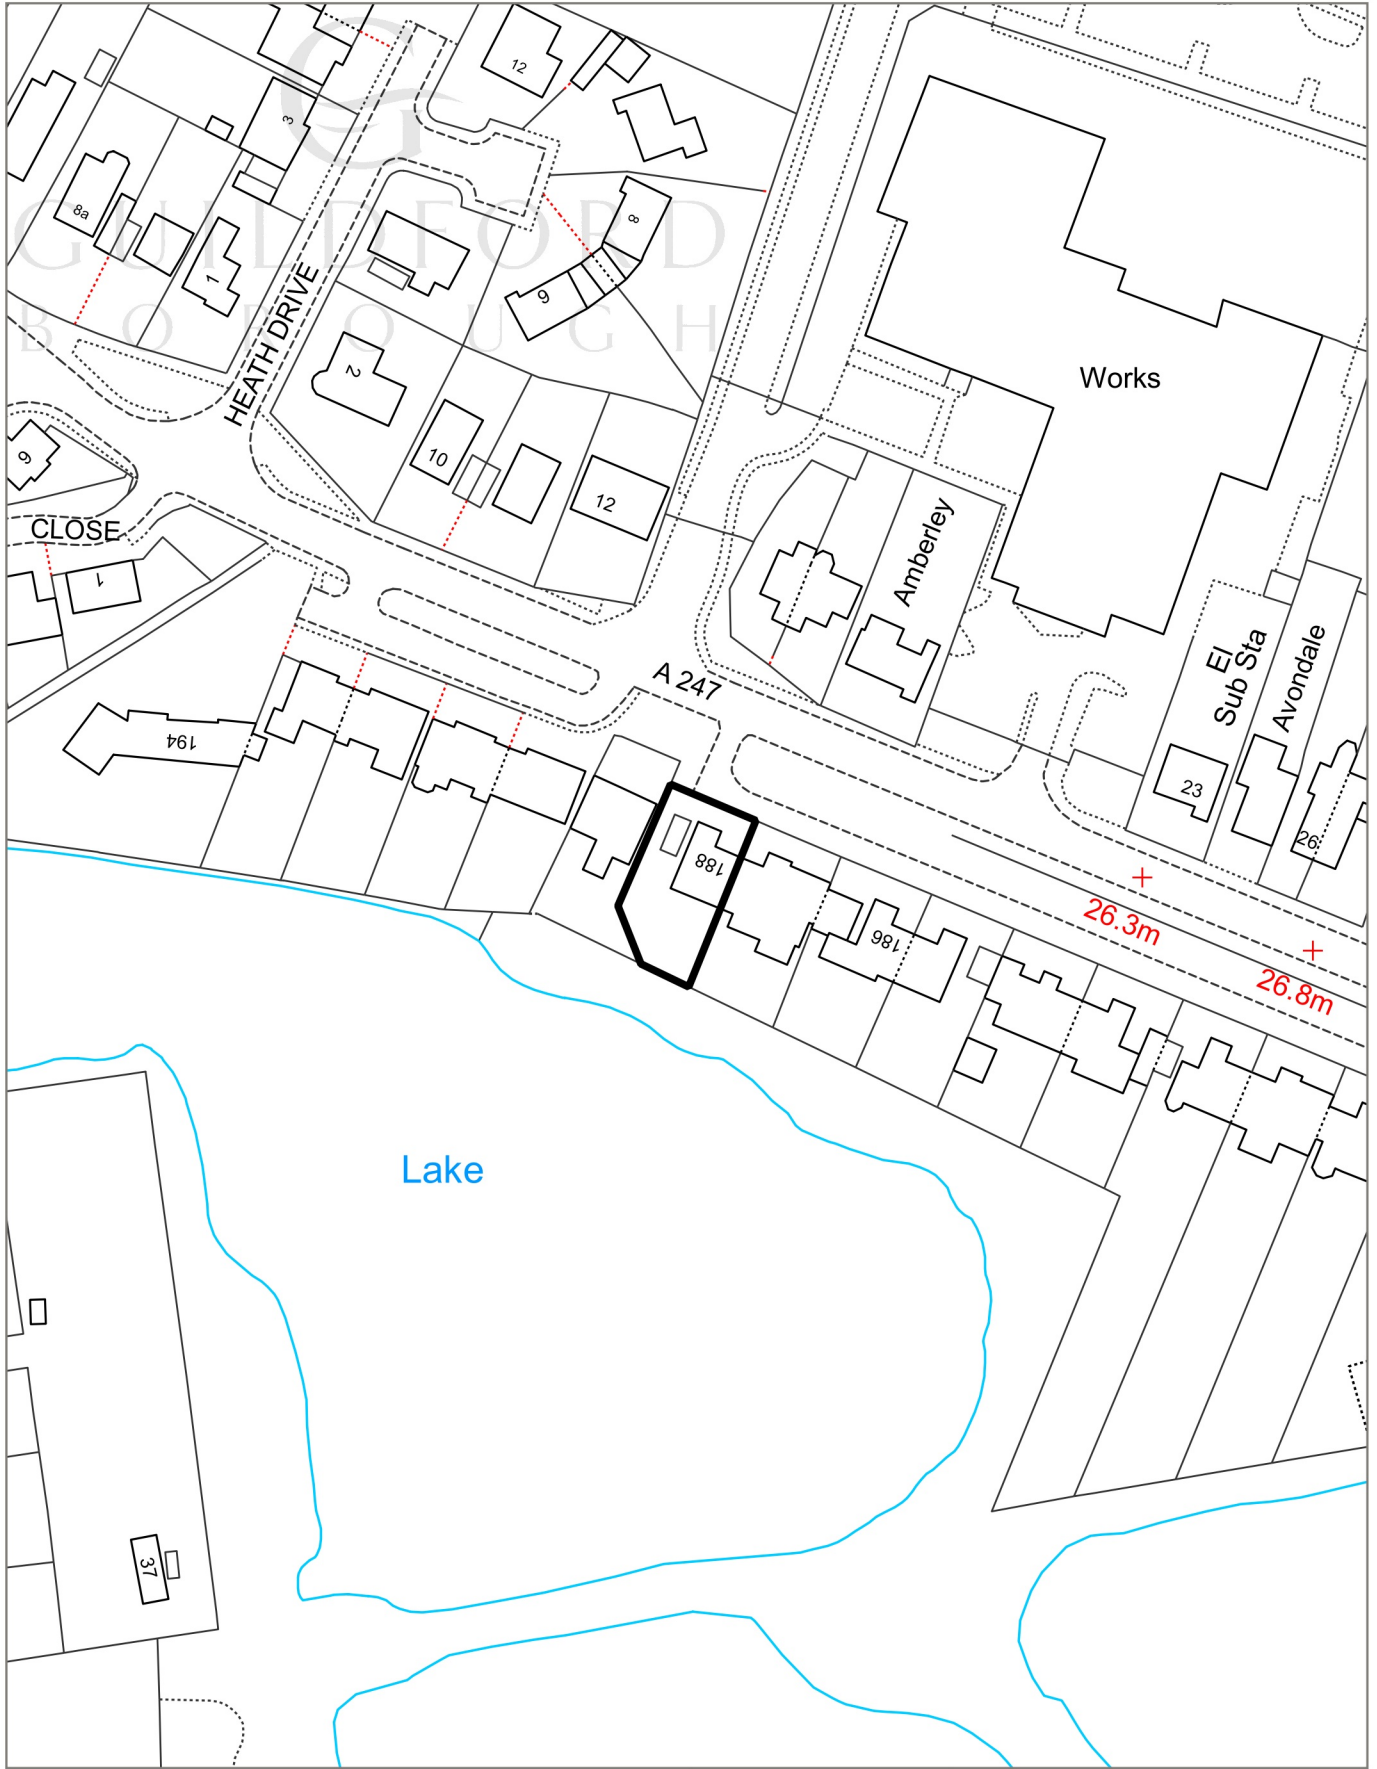 GUILDFORD
BOROUGH
12
3
8a
1
8
9
HEATH DRIVE
2
10
12
9
CLOSE
1
Works
Amberley
El
Sub Sta
Avondale
A 247
194
23
26
188
186
26.3m
26.8m
Lake
37